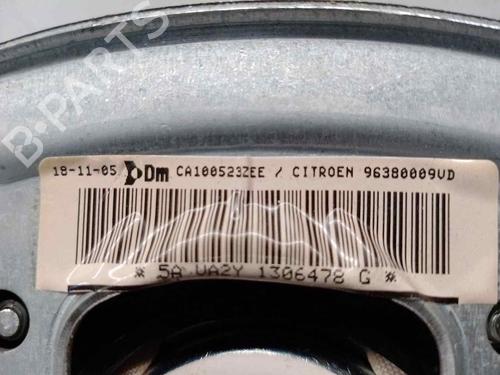 B-PARTS
18-11-05 Dm CA100523ZEE / CITROEN 96380009VD
* 5A UA2Y 1306478 G *